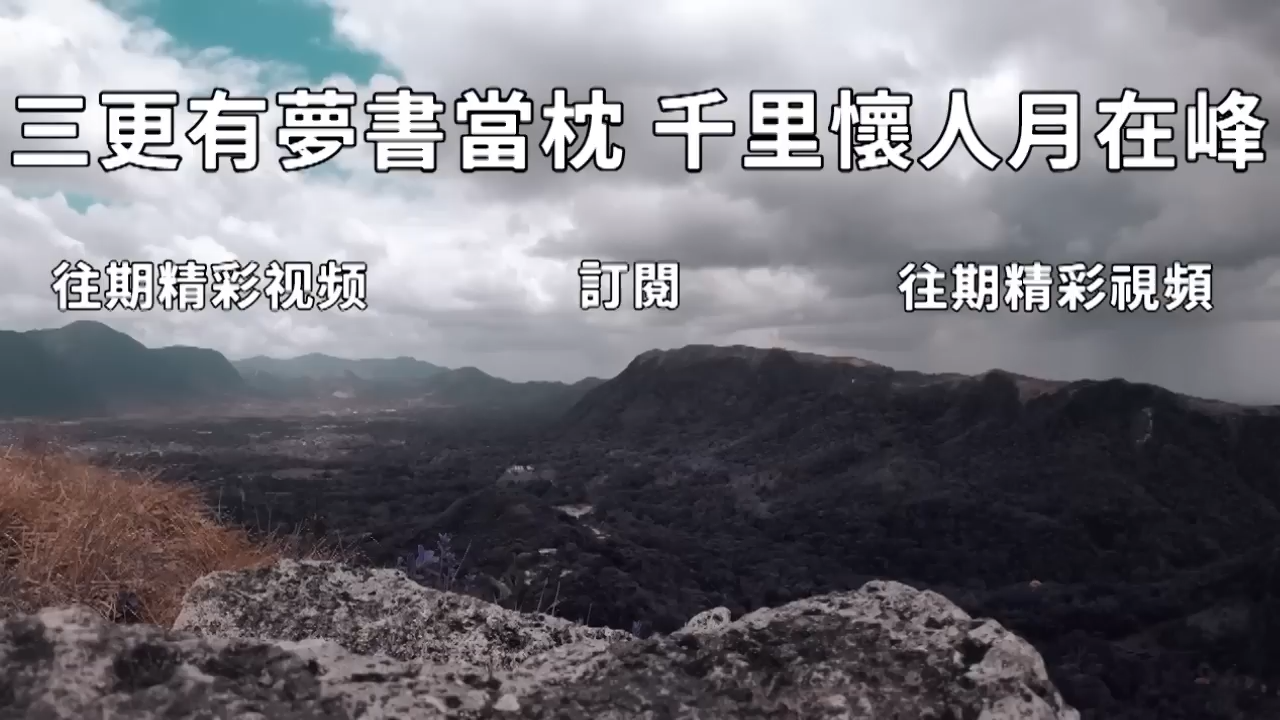 三更有夢書當枕 千里懷人月在峰
往期精彩视频
訂閱
往期精彩視頻